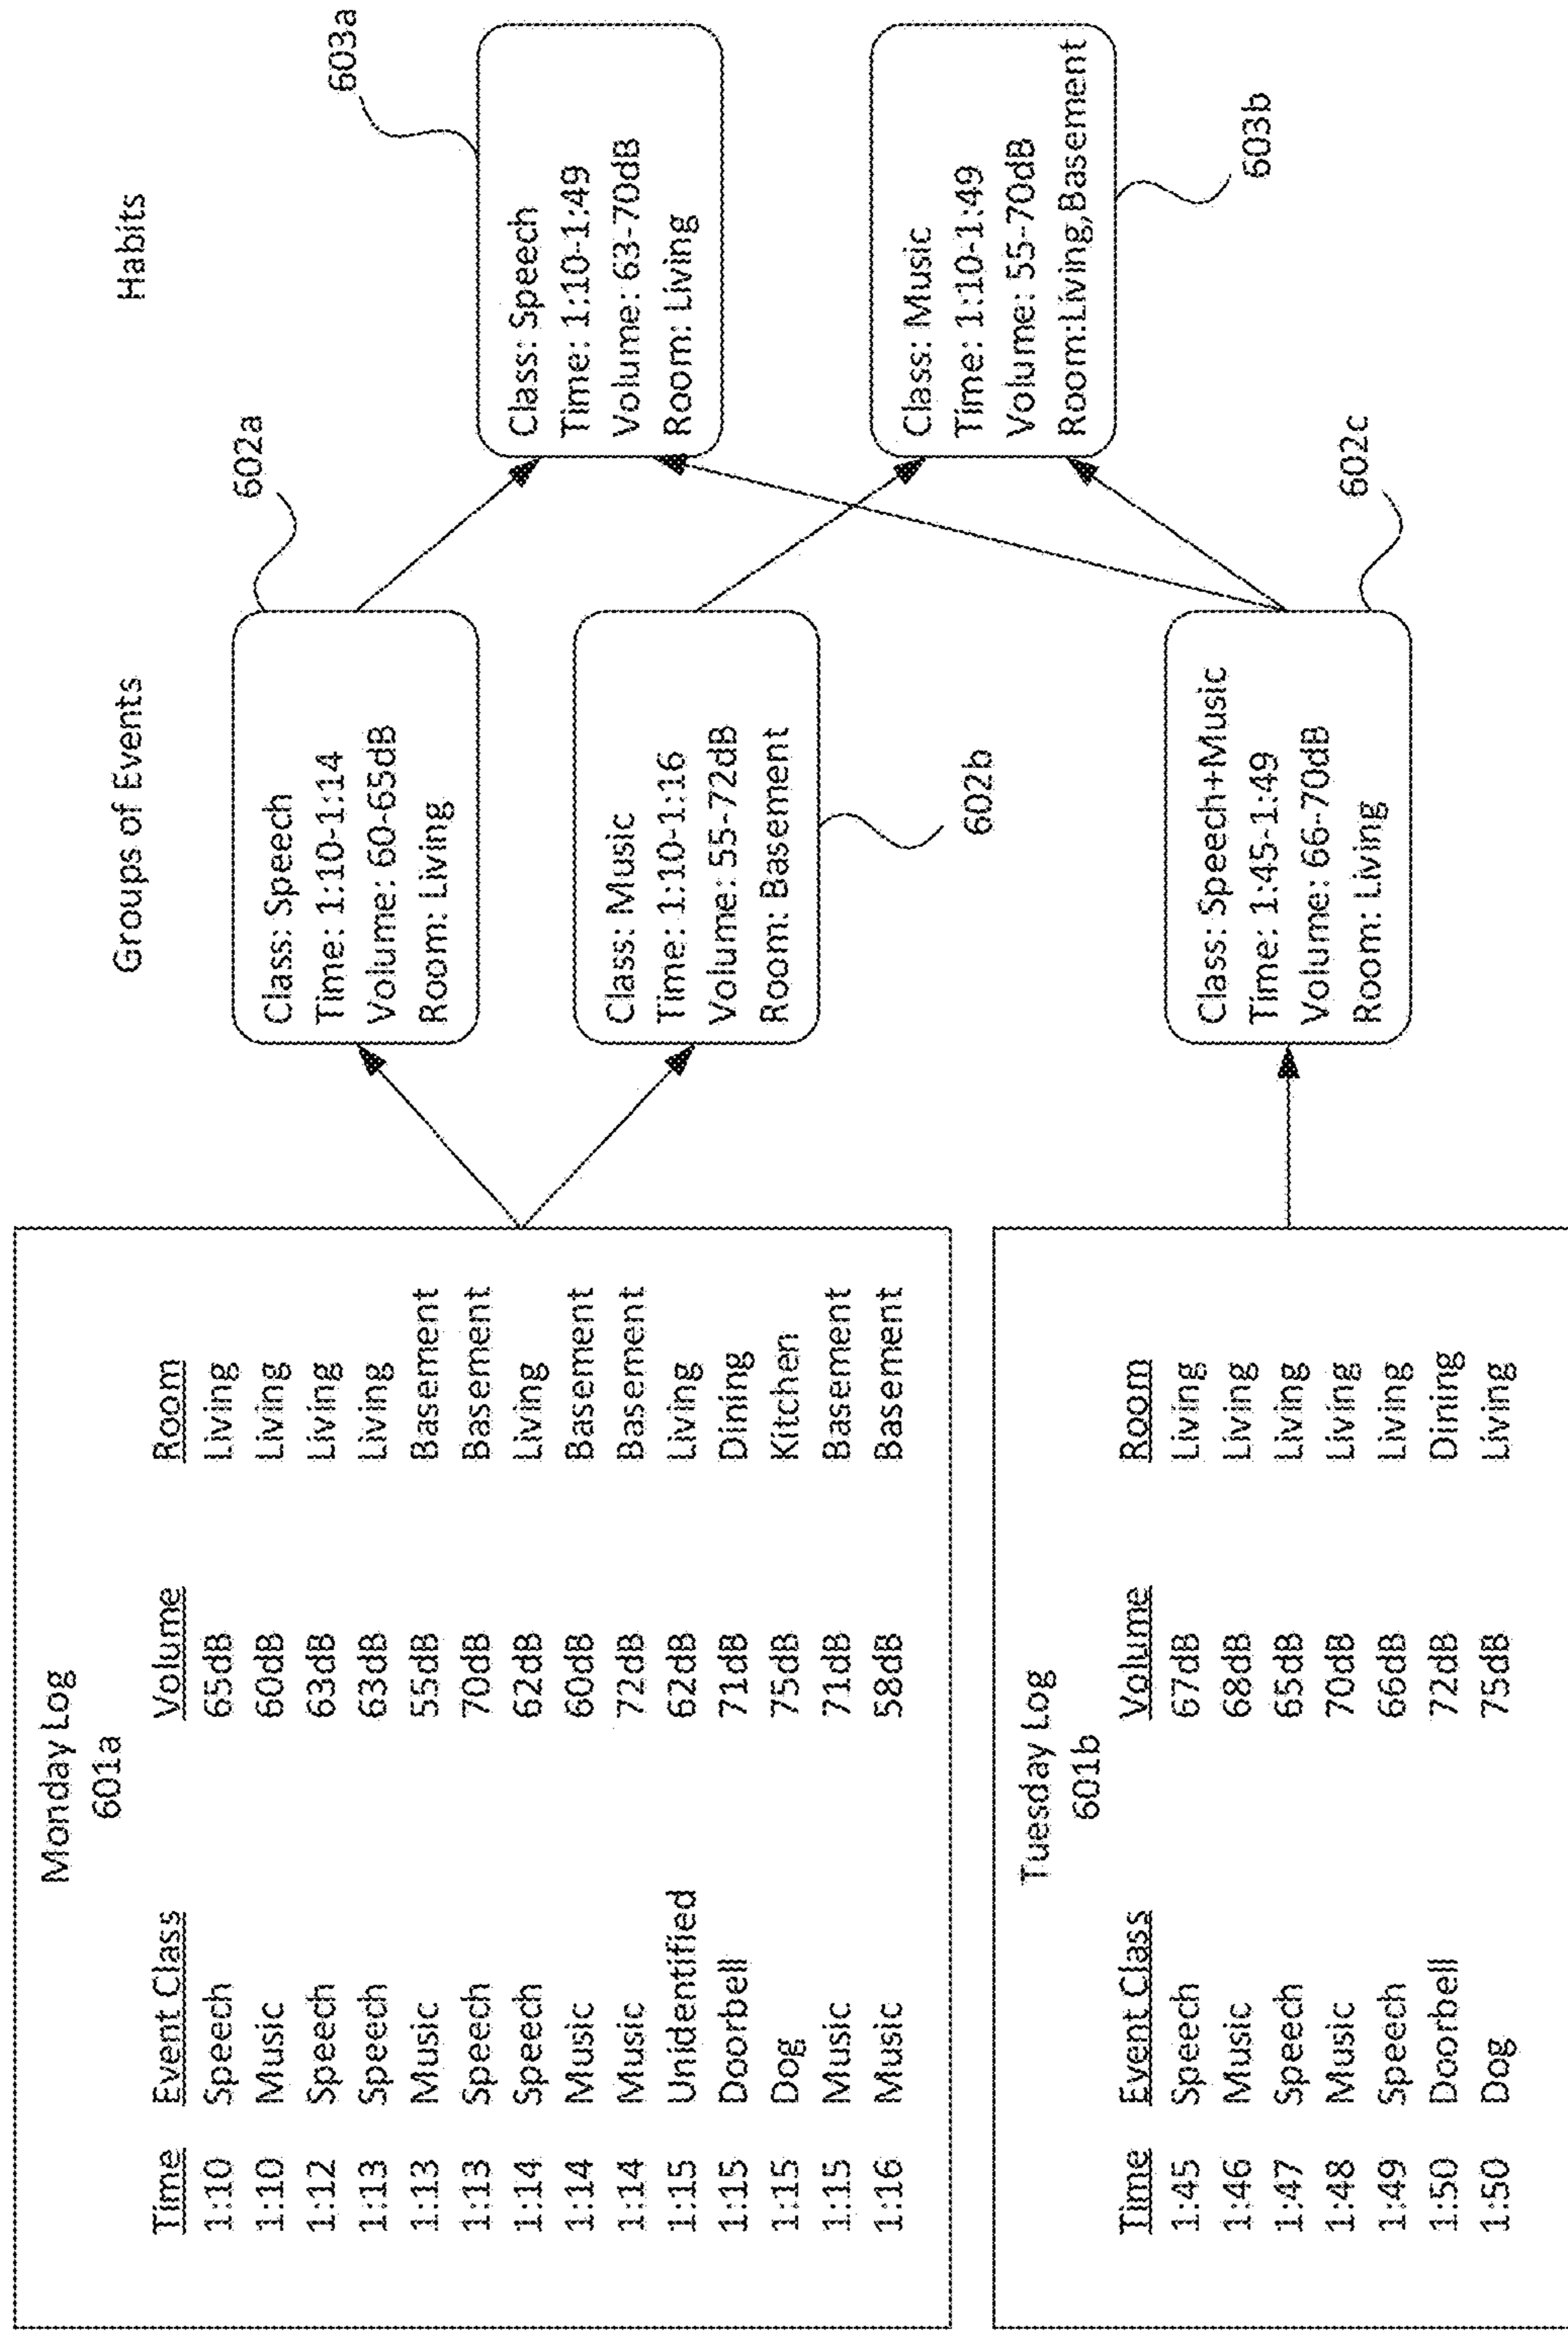 Monday Log
601a
Time Event Class Volume Room
1:10 Speech 65dB Living
1:10 Music 60dB Living
1:12 Speech 63dB Living
1:13 Speech 63dB Living
1:13 Music 55dB Basement
1:13 Speech 70dB Basement
1:14 Speech 62dB Living
1:14 Music 60dB Basement
1:14 Music 72dB Basement
1:15 Unidentified 62dB Living
1:15 Doorbell 71dB Dining
1:15 Dog 75dB Kitchen
1:15 Music 71dB Basement
1:16 Music 58dB Basement
Tuesday Log
601b
Time Event Class Volume Room
1:45 Speech 67dB Living
1:46 Music 68dB Living
1:47 Speech 65dB Living
1:48 Music 70dB Living
1:49 Speech 66dB Living
1:50 Doorbell 72dB Dining
1:50 Dog 75dB Living
Groups of Events
602a
Class: Speech
Time: 1:10-1:14
Volume: 60-65dB
Room: Living
Class: Music
Time: 1:10-1:16
Volume: 55-72dB
Room: Basement
602b
Class: Speech+Music
Time: 1:45-1:49
Volume: 66-70dB
Room: Living
602c
Habits
603a
Class: Speech
Time: 1:10-1:49
Volume: 63-70dB
Room: Living
Class: Music
Time: 1:10-1:49
Volume: 55-70dB
Room:Living,Basement
603b